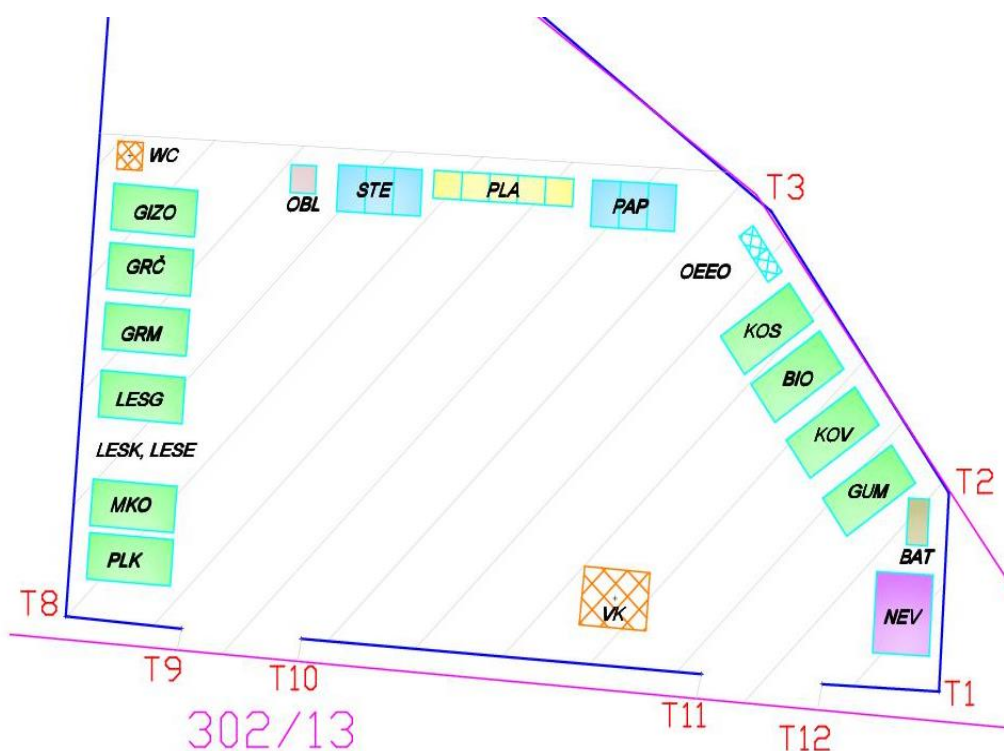 WC
GIZO
OBL
STE
PLA
PAP
T3
GRČ
OEEO
GRM
KOS
BIO
LESG
KOV
LESK, LESE
T2
GUM
MKO
PLK
BAT
T8
VK
NEV
T9
T10
T11
T1
T12
302/13